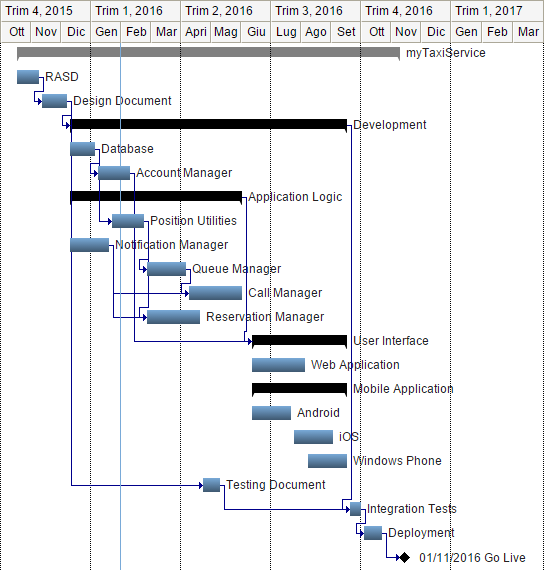 Trim 4, 2015 Trim 1, 2016 Trim 2, 2016 Trim 3, 2016 Trim 4, 2016 Trim 1, 2017
Ott Nov Dic Gen Feb Mar Apri Mag Giu Lug Ago Set Ott Nov Dic Gen Feb Mar
myTaxiService
RASD
Design Document
Development
Database
Account Manager
Application Logic
Position Utilities
Notification Manager
Queue Manager
Call Manager
Reservation Manager
User Interface
Web Application
Mobile Application
Android
iOS
Windows Phone
Testing Document
Integration Tests
Deployment
01/11/2016 Go Live